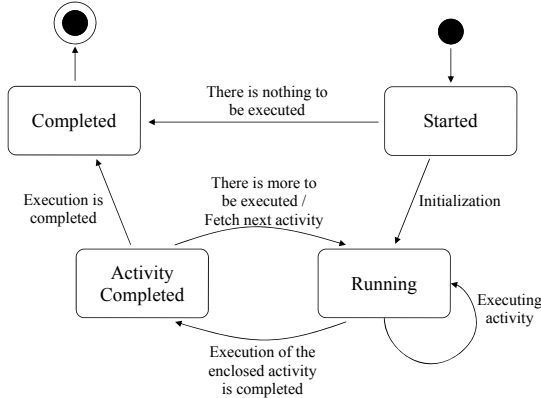 There is nothing to
be executed
Completed
Started
Execution is
completed
There is more to
be executed /
Fetch next activity
Initialization
Activity
Completed
Running
Executing
activity
Execution of the
enclosed activity
is completed